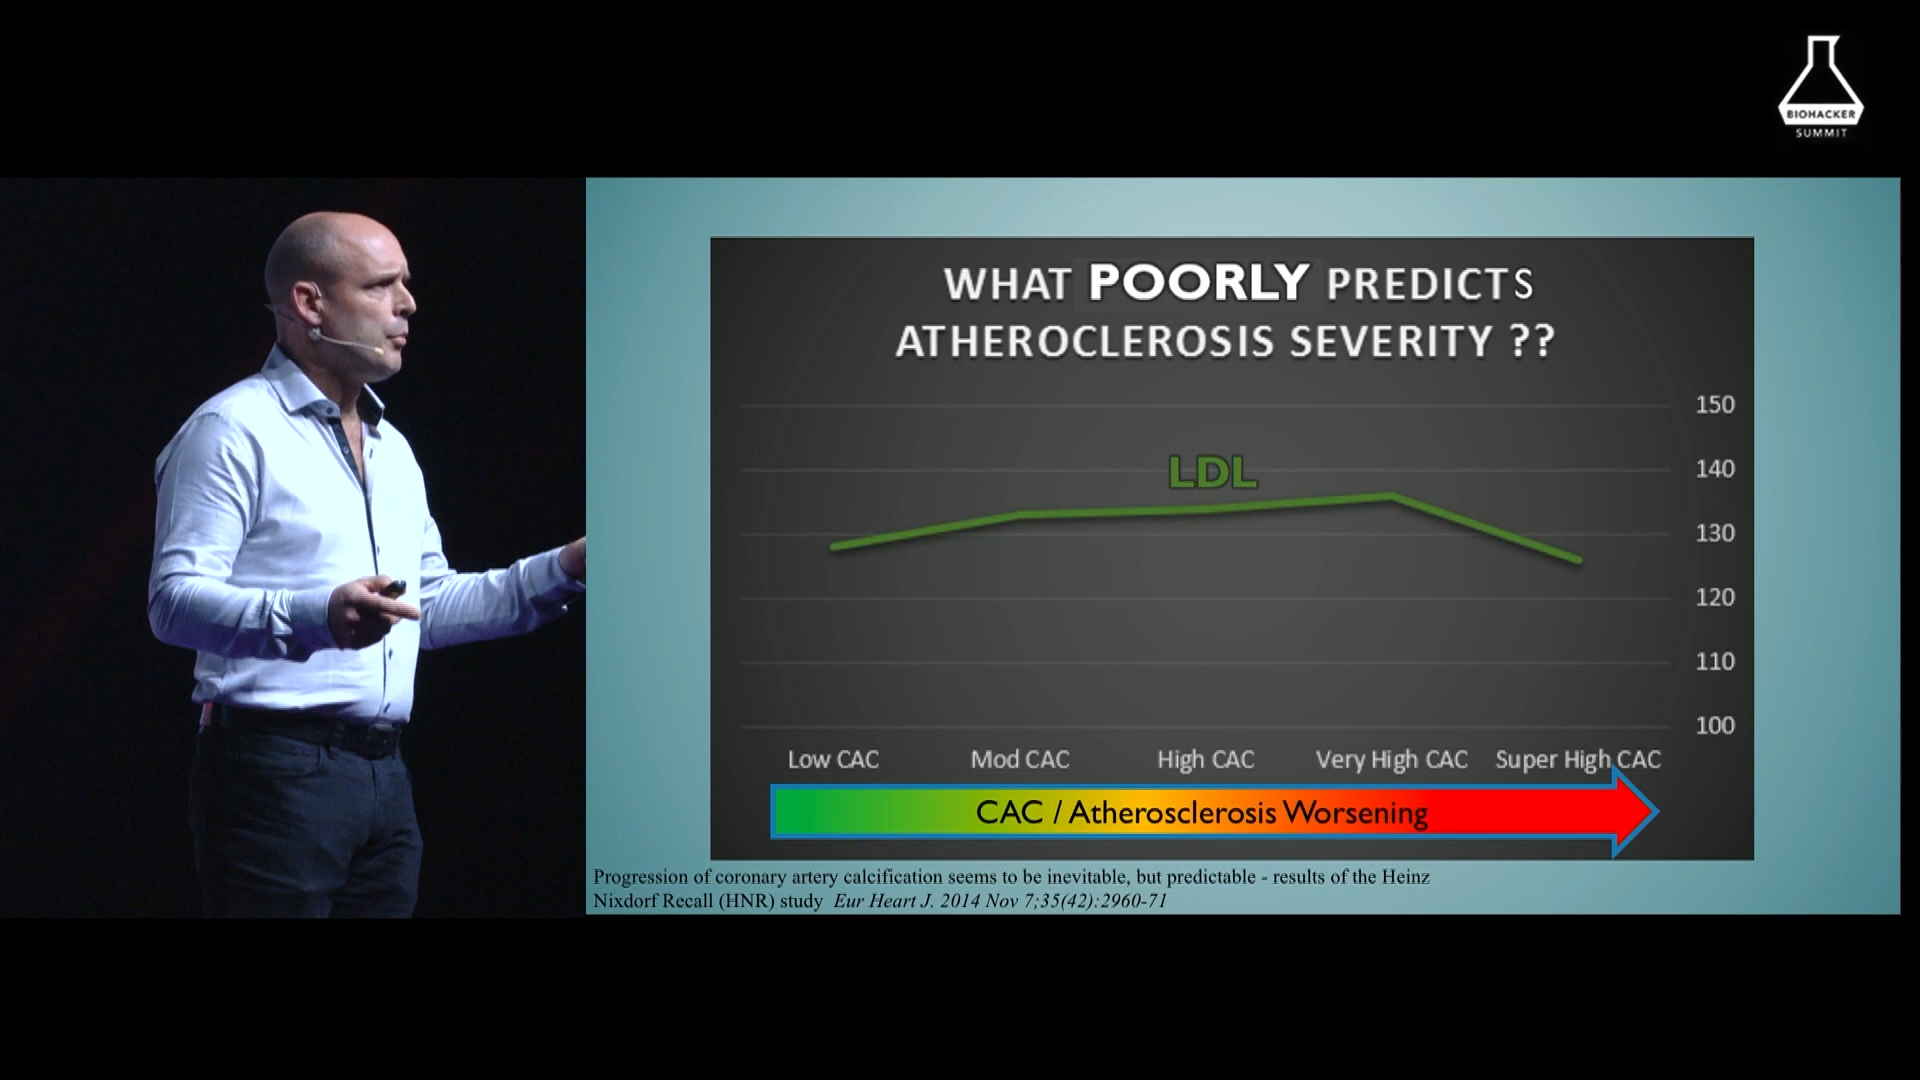 BIOHACKER
SUMMIT
WHAT POORLY PREDICTS
ATHEROCLEROSIS SEVERITY ??
150
LDL
140
130
120
110
100
Low CAC Mod CAC High CAC Very High CAC Super High CAC
CAC / Atherosclerosis Worsening
Progression of coronary artery calcification seems to be inevitable, but predictable - results of the Heinz
Nixdorf Recall (HNR) study Eur Heart J. 2014 Nov 7;35(42):2960-71